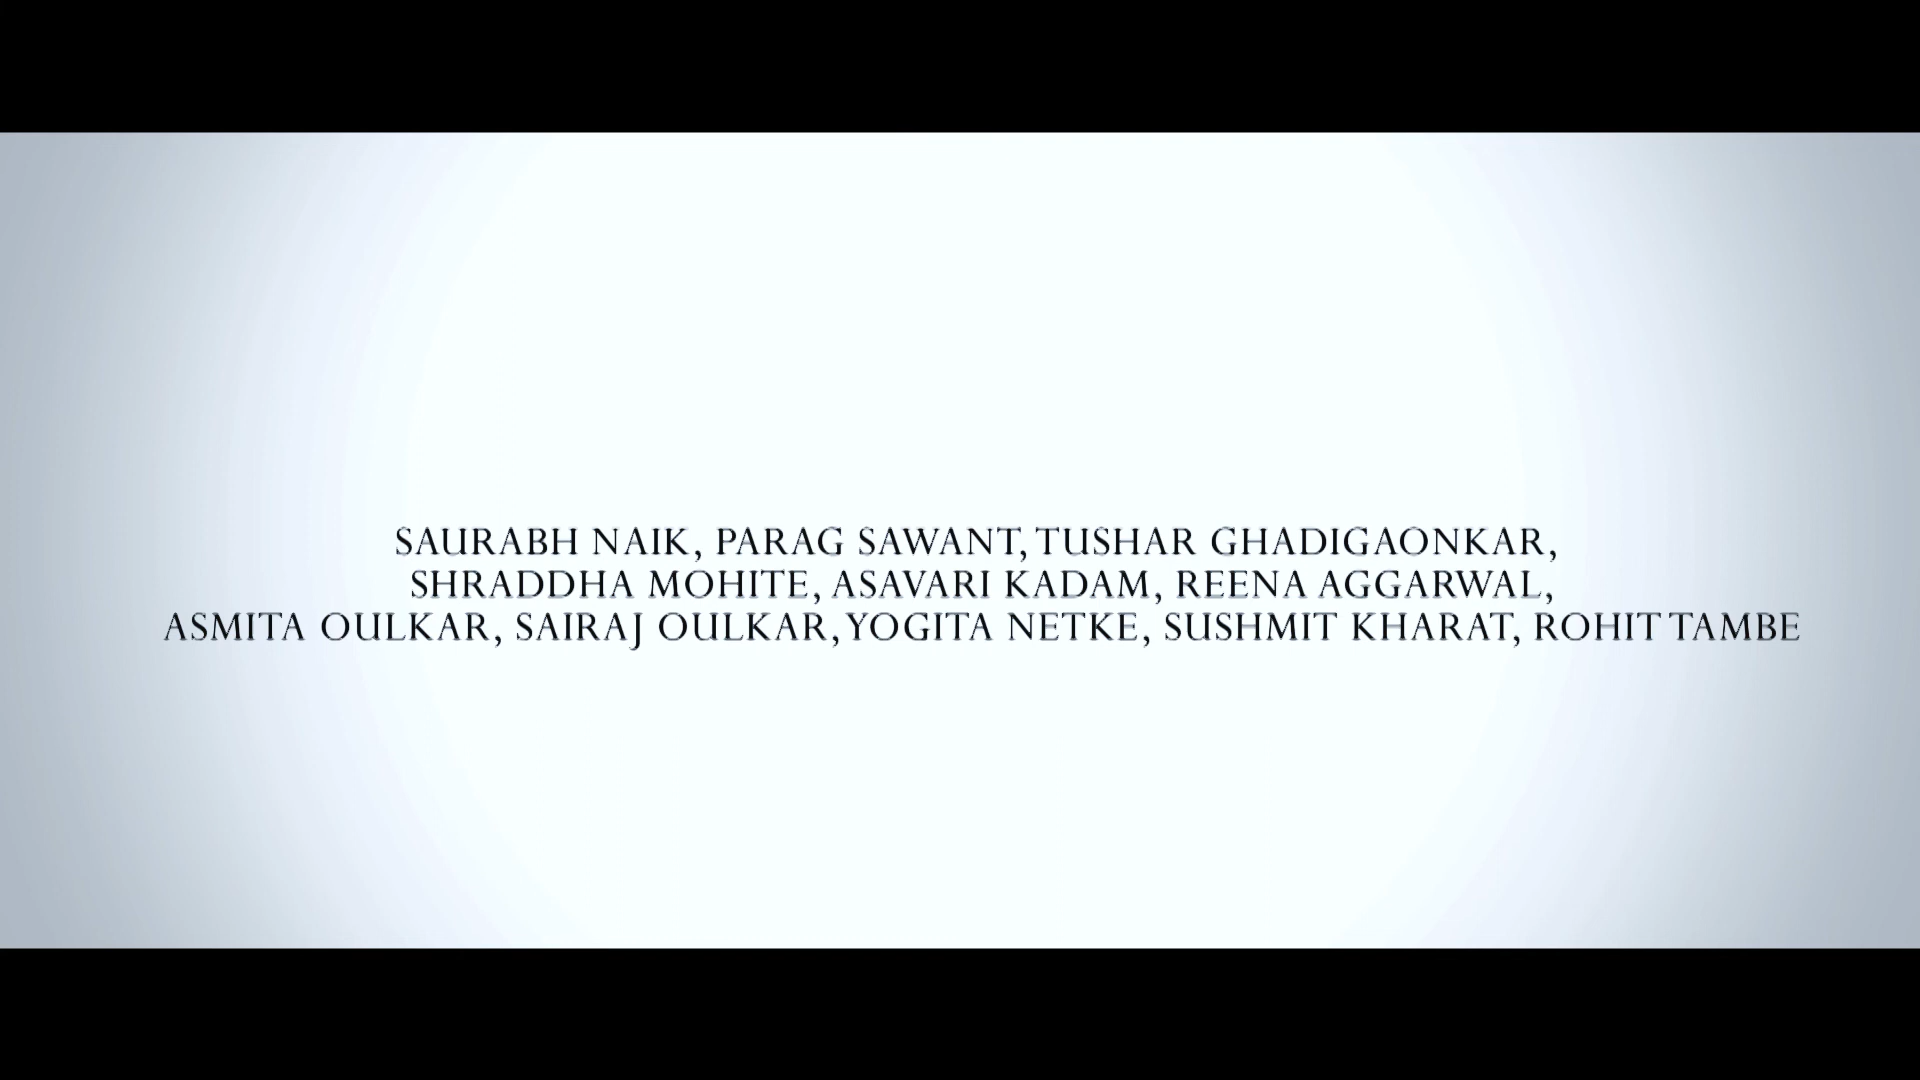 SAURABH NAIK, PARAG SAWANT, TUSHAR GHADIGAONKAR,
SHRADDHA MOHITE, ASAVARI KADAM, REENA AGGARWAL,
ASMITA OULKAR, SAIRAJ OULKAR, YOGITA NETKE, SUSHMIT KHARAT, ROHIT TAMBE